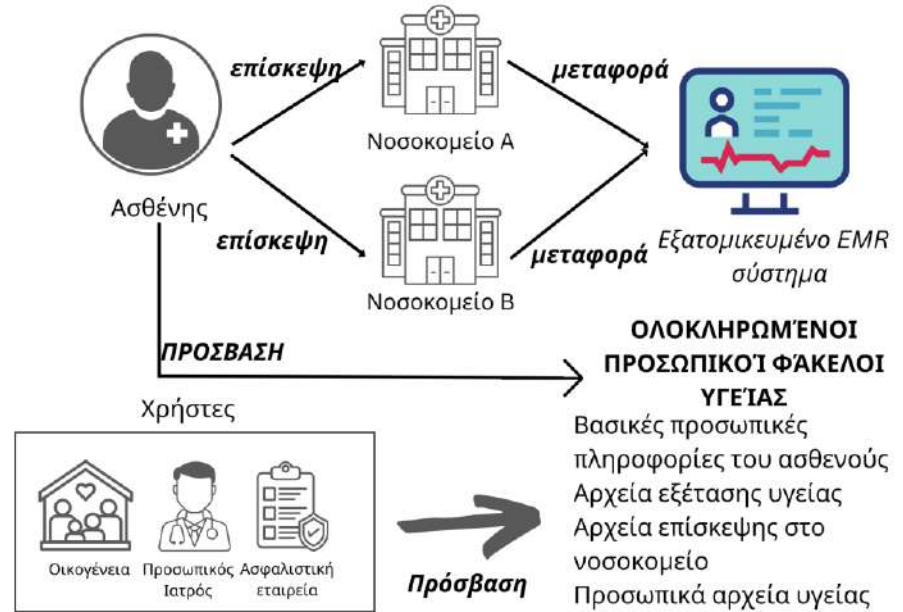 επίσκεψη
μεταφορά
Νοσοκομείο Α
Ασθένης
επίσκεψη
μεταφορά
Εξατομικευμένο EMR
σύστημα
Νοσοκομείο Β
ΠΡΟΣΒΑΣΗ
ΟΛΟΚΛΗΡΩΜΈΝΟΙ
ΠΡΟΣΩΠΙΚΟΊ ΦΆΚΕΛΟΙ
ΥΓΕΊΑΣ
Χρήστες
Οικογένεια
Προσωπικός
Ιατρός
Ασφαλιστική
εταιρεία
Πρόσβαση
Βασικές προσωπικές
πληροφορίες του ασθενούς
Αρχεία εξέτασης υγείας
Αρχεία επίσκεψης στο
νοσοκομείο
Προσωπικά αρχεία υγείας